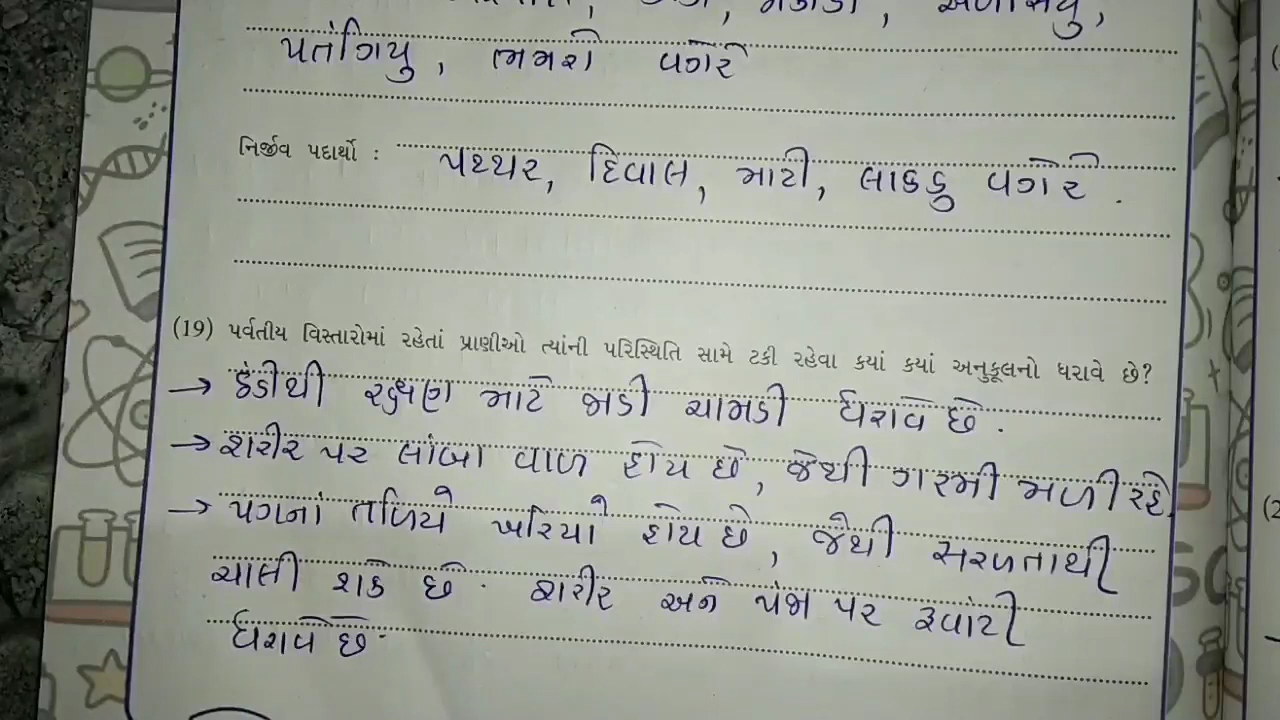 પતંગિયુ, ભમરો વગેરે
નિર્જીવ પદાર્થો : પથ્થર, દિવાલ, માટી, લાકડુ વગેરે.
(19) પર્વતીય વિસ્તારોમાં રહેતાં પ્રાણીઓ ત્યાંની પરિસ્થિતિ સામે ટકી રહેવા કયાં કયાં અનુકૂલનો ધરાવે છે?
→ ઠંડીથી રક્ષણ માટે જાડી ચામડી ધરાવે છે.
→ શરીર પર લાંબા વાળ હોય છે, જેથી ગરમી મળી રહે.
→ પગનાં તળિયે ખરિયો હોય છે, જેથી સરળતાથી
ચાલી શકે છે. શરીર અને પંજા પર રૂવાંટી
ધરાવે છે.